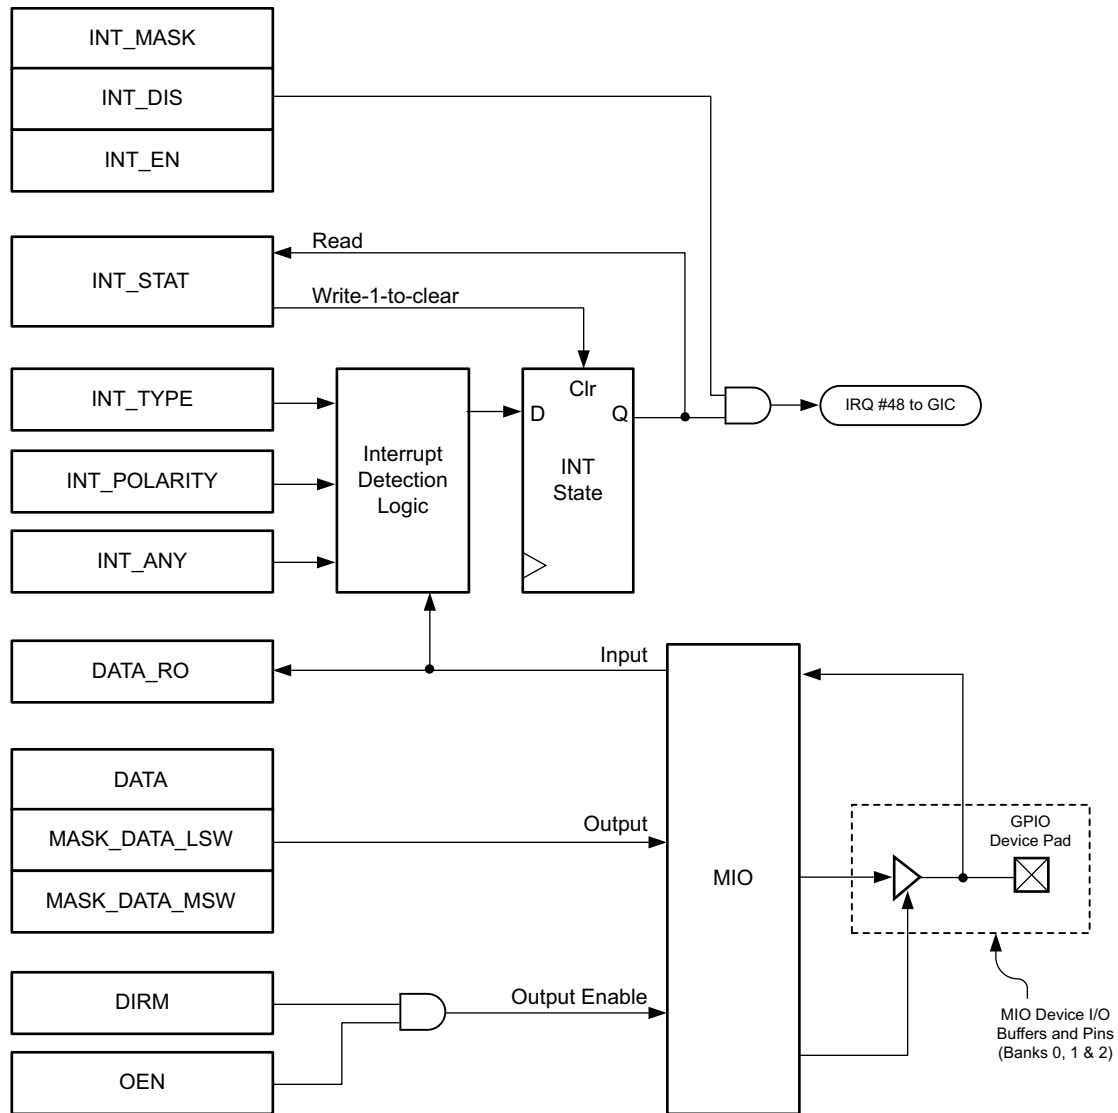 INT_MASK
INT_DIS
INT_EN
INT_STAT
Read
Write-1-to-clear
INT_TYPE
INT_POLARITY
INT_ANY
Interrupt
Detection
Logic
Clr
D
Q
INT
State
IRQ #48 to GIC
DATA_RO
Input
DATA
MASK_DATA_LSW
MASK_DATA_MSW
Output
MIO
GPIO
Device Pad
DIRM
OEN
Output Enable
MIO Device I/O
Buffers and Pins
(Banks 0, 1 & 2)